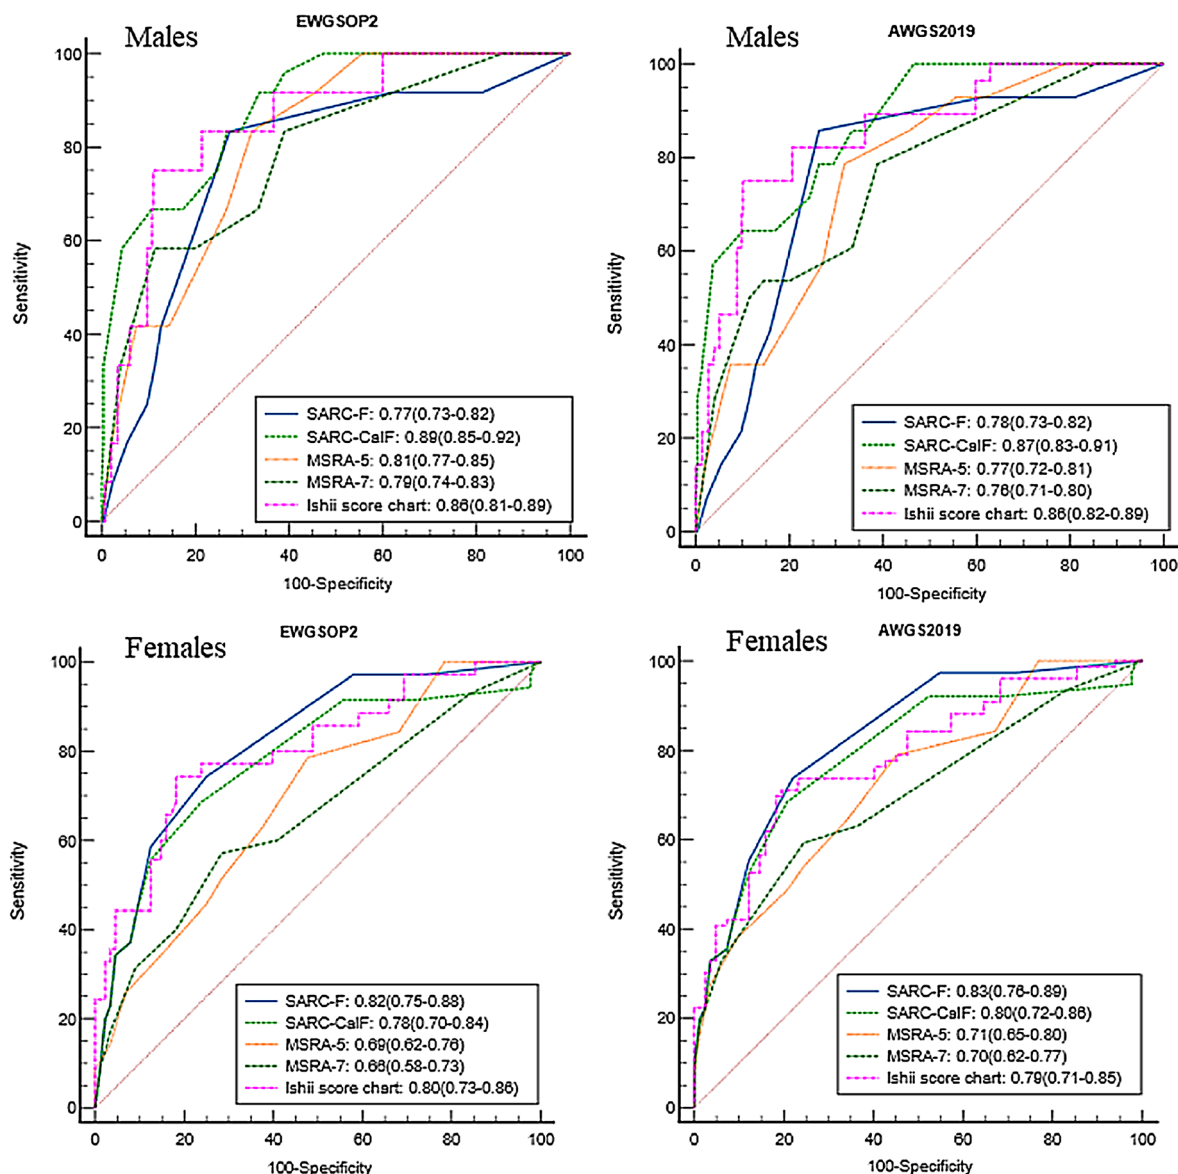 Males
EWGSOP2
100
80
60
40
20
0
Sensitivity
SARC-F: 0.77(0.73-0.82)
SARC-CalF: 0.89(0.85-0.92)
MSRA-5: 0.81(0.77-0.85)
MSRA-7: 0.79(0.74-0.83)
Ishii score chart: 0.86(0.81-0.89)
0 20 40 60 80 100
100-Specificity
Males
AWGS2019
100
80
60
40
20
0
Sensitivity
SARC-F: 0.78(0.73-0.82)
SARC-CalF: 0.87(0.83-0.91)
MSRA-5: 0.77(0.72-0.81)
MSRA-7: 0.76(0.71-0.80)
Ishii score chart: 0.86(0.82-0.89)
0 20 40 60 80 100
100-Specificity
Females
EWGSOP2
100
80
60
40
20
0
Sensitivity
SARC-F: 0.82(0.75-0.88)
SARC-CalF: 0.78(0.70-0.84)
MSRA-5: 0.69(0.62-0.76)
MSRA-7: 0.66(0.58-0.73)
Ishii score chart: 0.80(0.73-0.86)
0 20 40 60 80 100
100-Specificity
Females
AWGS2019
100
80
60
40
20
0
Sensitivity
SARC-F: 0.83(0.76-0.89)
SARC-CalF: 0.80(0.72-0.86)
MSRA-5: 0.71(0.65-0.80)
MSRA-7: 0.70(0.62-0.77)
Ishii score chart: 0.79(0.71-0.85)
0 20 40 60 80 100
100-Specificity